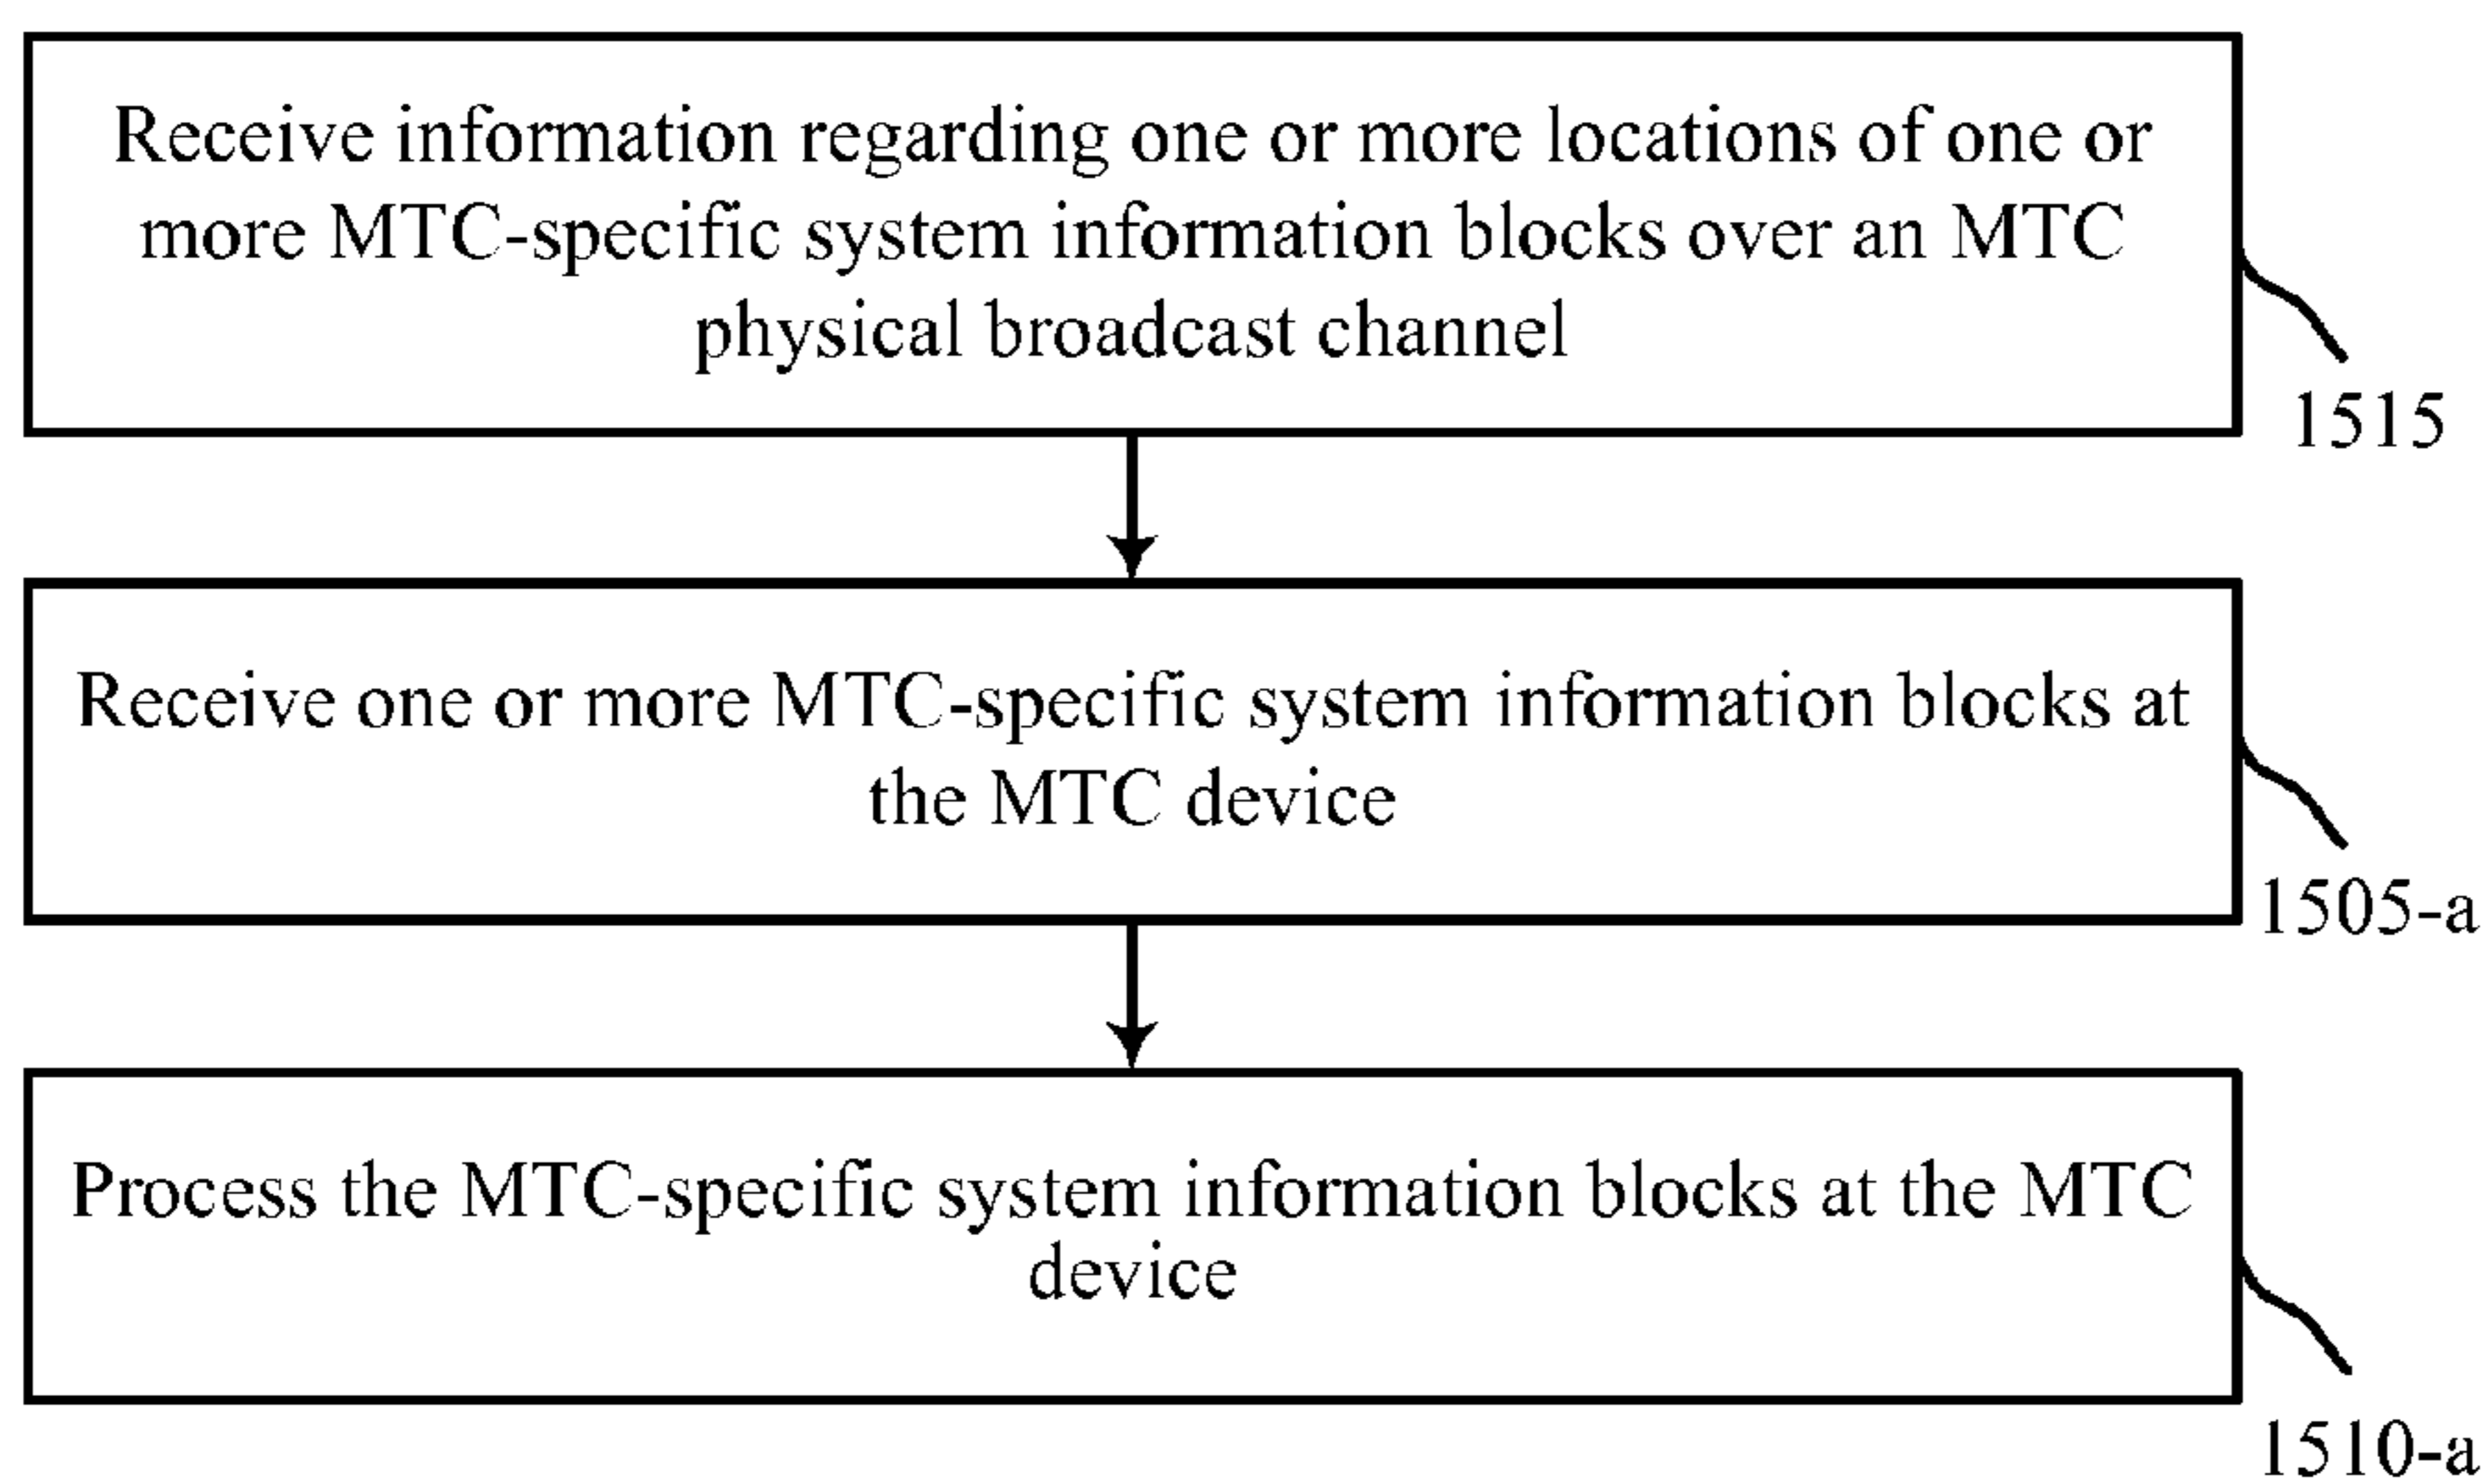 Receive information regarding one or more locations of one or
more MTC-specific system information blocks over an MTC
physical broadcast channel
1515
Receive one or more MTC-specific system information blocks at
the MTC device
1505-a
Process the MTC-specific system information blocks at the MTC
device
1510-a